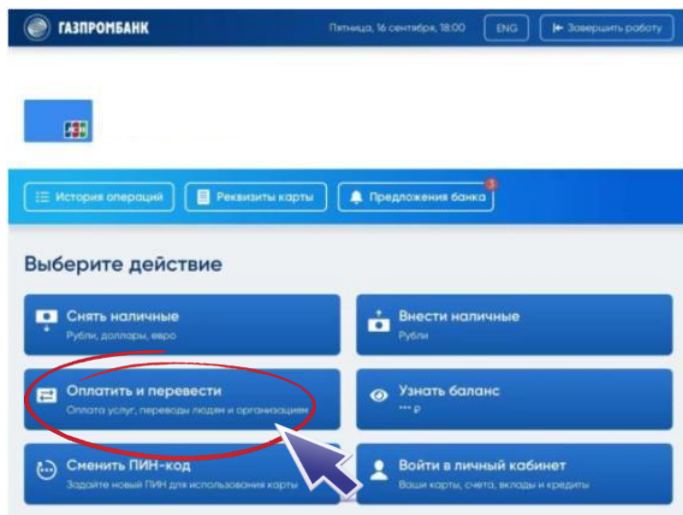 ГАЗПРОМБАНК
Пятница, 16 сентября, 18:00
ENG
Завершить работу
JCB
История операций
Реквизиты карты
Предложения банка
3
Выберите действие
Снять наличные
Рубли, доллары, евро
Внести наличные
Рубли
Оплатить и перевести
Оплата услуг, переводы людям и организациям
Узнать баланс
*** ₽
Сменить ПИН-код
Задайте новый ПИН для использования карты
Войти в личный кабинет
Ваши карты, счета, вклады и кредиты